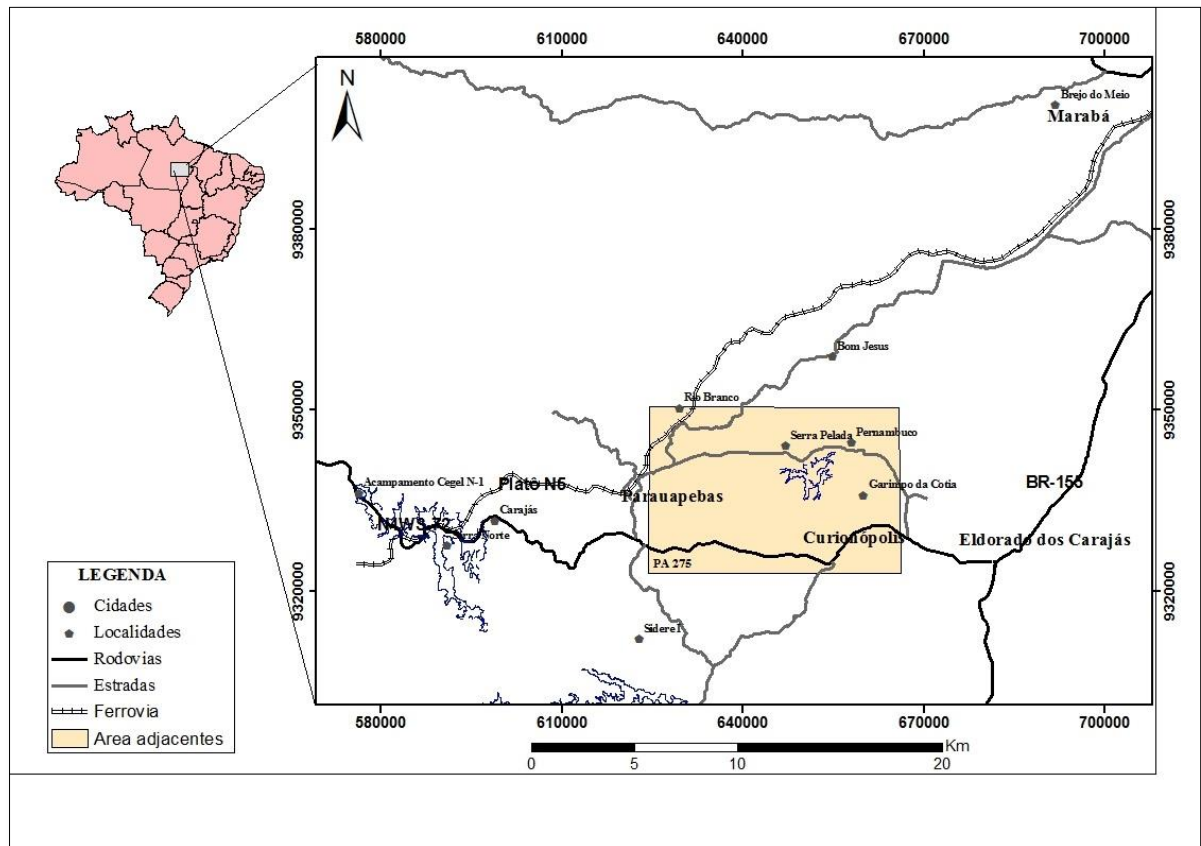 580000 610000 640000 670000 700000
N
Brejo do Meio
Marabá
9380000 9380000
Bom Jesus
9350000 9350000
Rio Branco
Serra Pelada Pernambuco
Acampamento Cegel N-1 Platô N5
Parauapebas
Garimpo da Cotia
BR-155
Carajás
Curionópolis
Eldorado dos Carajás
PA 275
9320000 9320000
Sidere I
580000 610000 640000 670000 700000
LEGENDA
Cidades
Localidades
Rodovias
Estradas
Ferrovia
Area adjacentes
Km
0 5 10 20